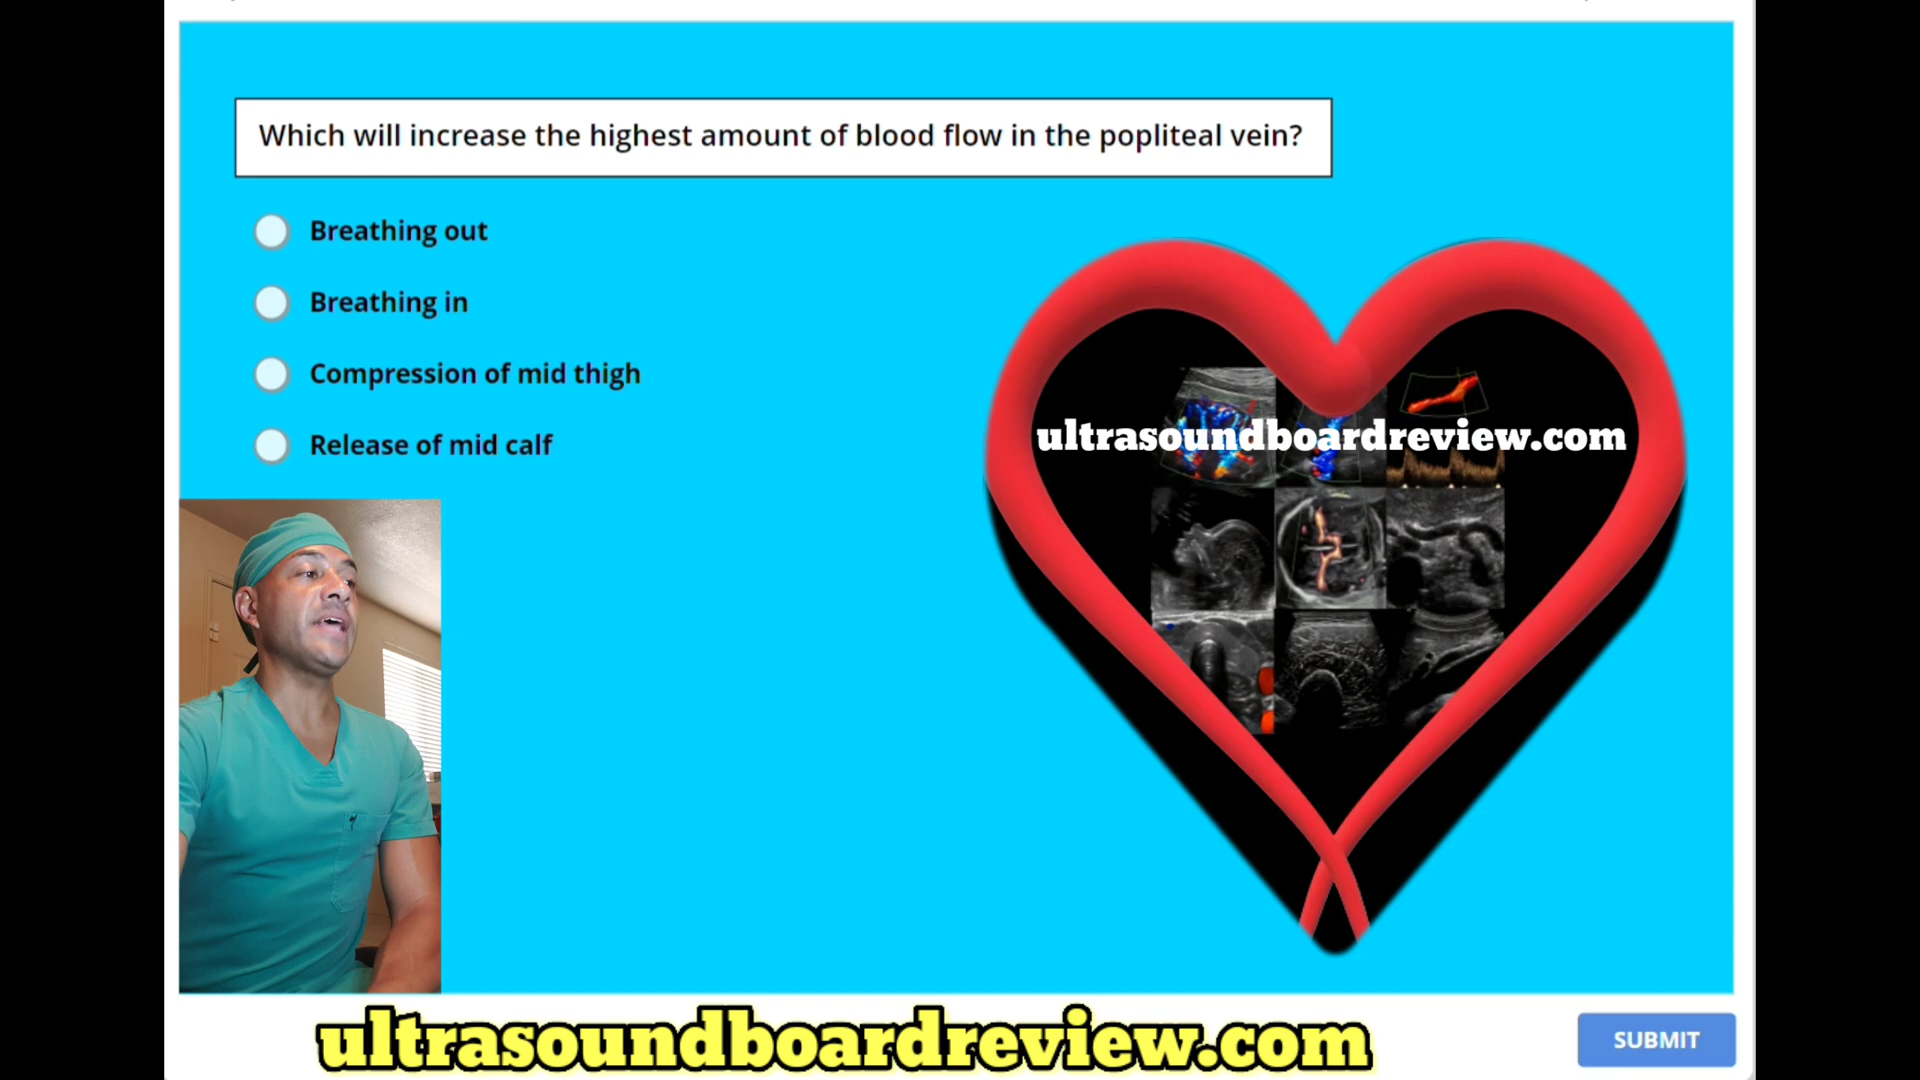 Which will increase the highest amount of blood flow in the popliteal vein?
Breathing out
Breathing in
Compression of mid thigh
Release of mid calf
ultrasoundboardreview.com
ultrasoundboardreview.com
SUBMIT